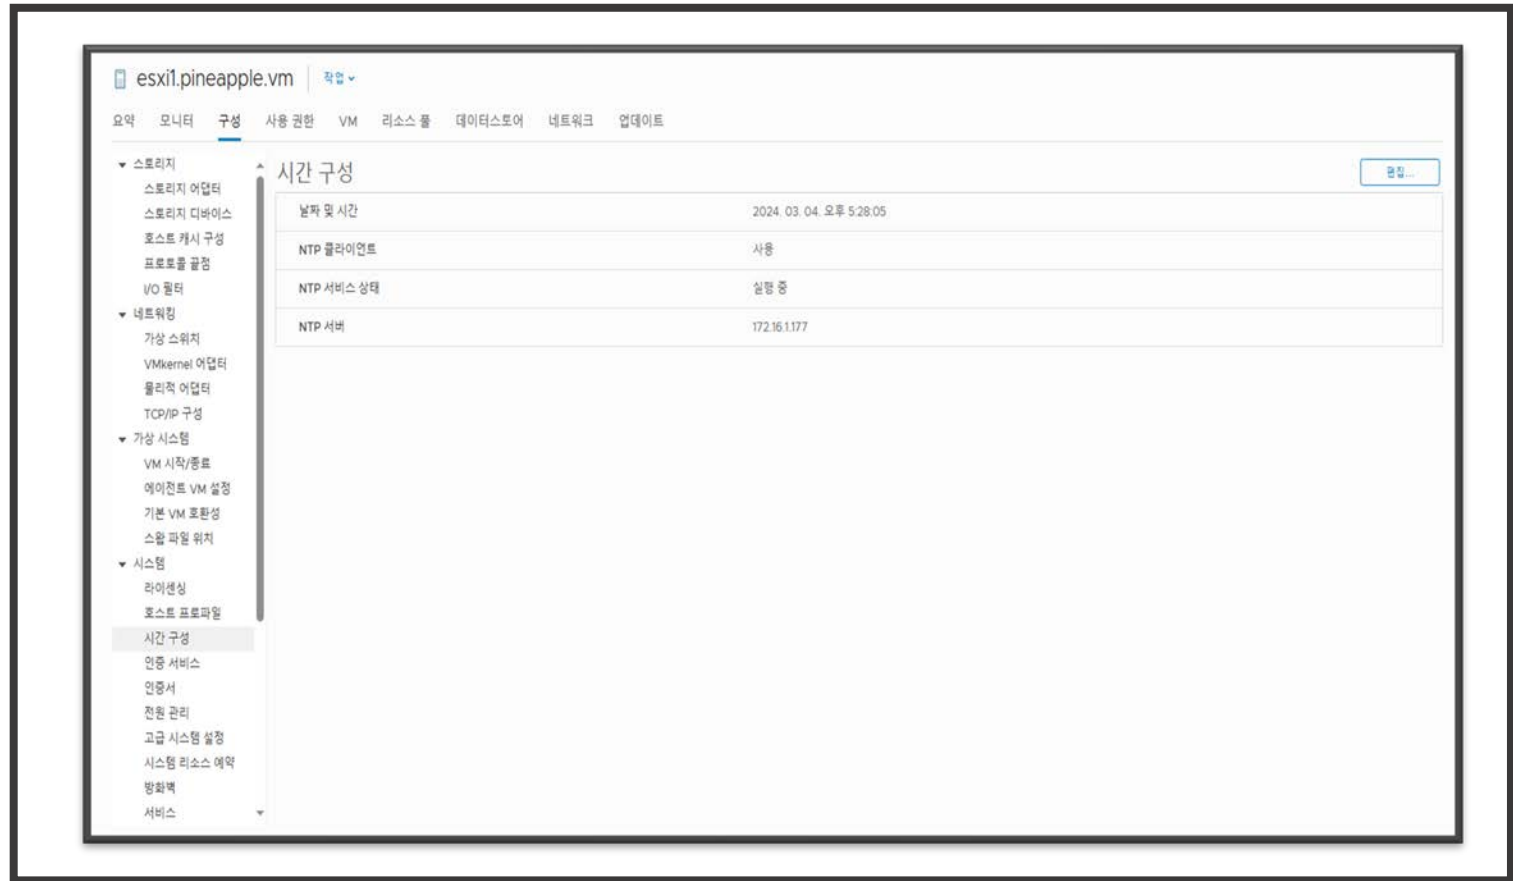 esxi1.pineapple.vm 작업
요약 모니터 구성 사용 권한 VM 리소스 풀 데이터스토어 네트워크 업데이트
스토리지
스토리지 어댑터
스토리지 디바이스
호스트 캐시 구성
프로토콜 끝점
I/O 필터
네트워킹
가상 스위치
VMkernel 어댑터
물리적 어댑터
TCP/IP 구성
가상 시스템
VM 시작/종료
에이전트 VM 설정
기본 VM 호환성
스왑 파일 위치
시스템
라이센싱
호스트 프로파일
시간 구성
인증 서비스
인증서
전원 관리
고급 시스템 설정
시스템 리소스 예약
방화벽
서비스
시간 구성
편집...
날짜 및 시간 2024. 03. 04. 오후 5:28:05
NTP 클라이언트 사용
NTP 서비스 상태 실행 중
NTP 서버 172.16.1.177